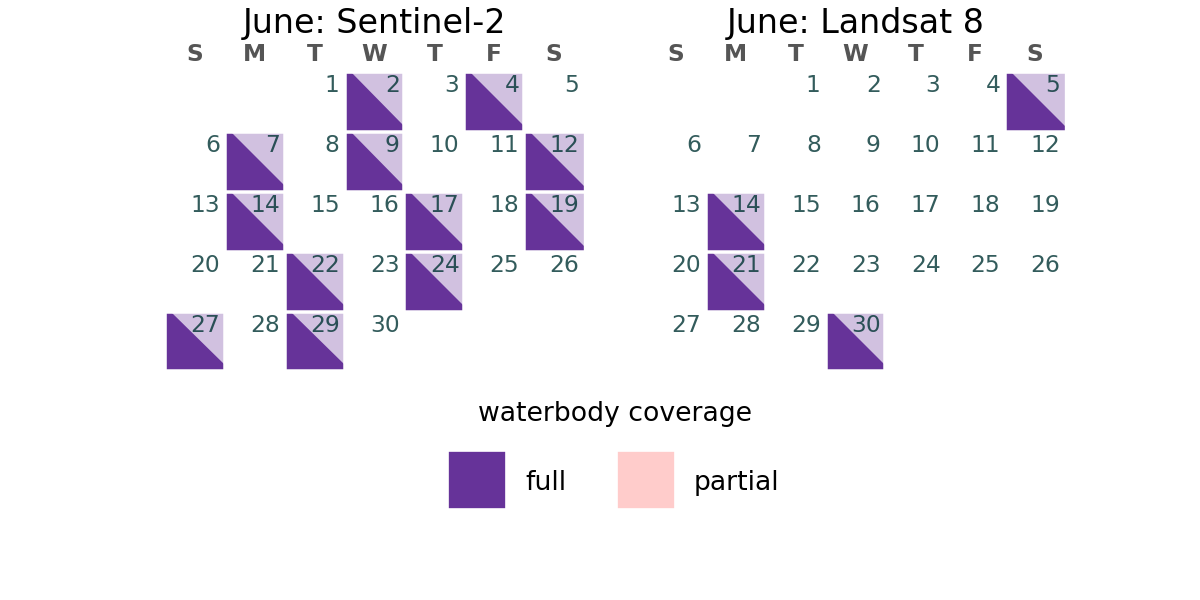 June: Sentinel-2
S M T W T F S
1 2 3 4 5
6 7 8 9 10 11 12
13 14 15 16 17 18 19
20 21 22 23 24 25 26
27 28 29 30
June: Landsat 8
S M T W T F S
1 2 3 4 5
6 7 8 9 10 11 12
13 14 15 16 17 18 19
20 21 22 23 24 25 26
27 28 29 30
waterbody coverage
full partial